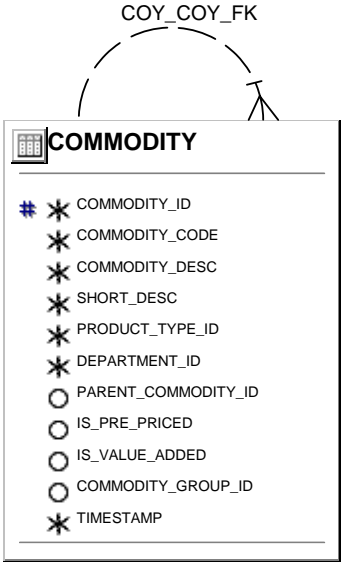 COY_COY_FK
COMMODITY
# * COMMODITY_ID
* COMMODITY_CODE
* COMMODITY_DESC
* SHORT_DESC
* PRODUCT_TYPE_ID
* DEPARTMENT_ID
PARENT_COMMODITY_ID
IS_PRE_PRICED
IS_VALUE_ADDED
COMMODITY_GROUP_ID
* TIMESTAMP